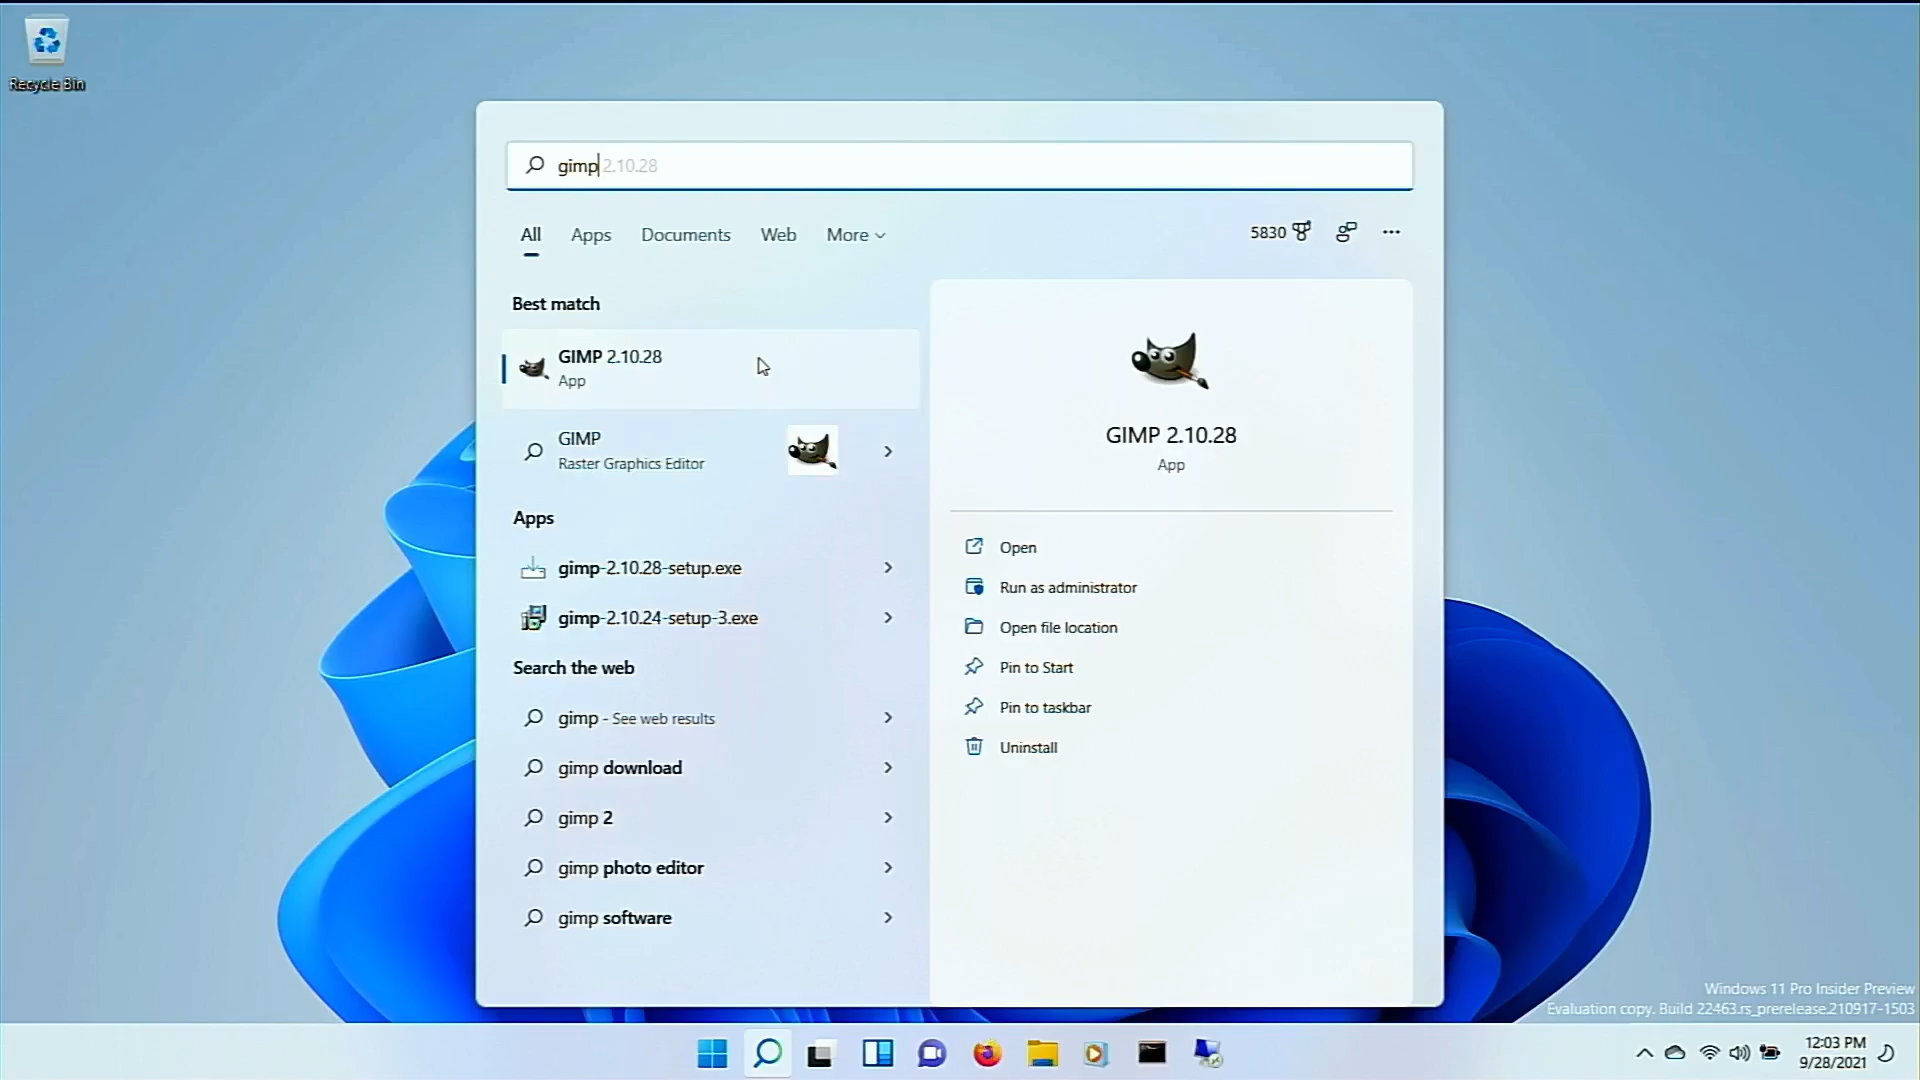 Recycle Bin
gimp 2.10.28
All Apps Documents Web More
5830
Best match
GIMP 2.10.28
App
GIMP
Raster Graphics Editor
Apps
gimp-2.10.28-setup.exe
gimp-2.10.24-setup-3.exe
Search the web
gimp - See web results
gimp download
gimp 2
gimp photo editor
gimp software
GIMP 2.10.28
App
Open
Run as administrator
Open file location
Pin to Start
Pin to taskbar
Uninstall
Windows 11 Pro Insider Preview
Evaluation copy. Build 22463.rs_prerelease.210917-1503
12:03 PM
9/28/2021